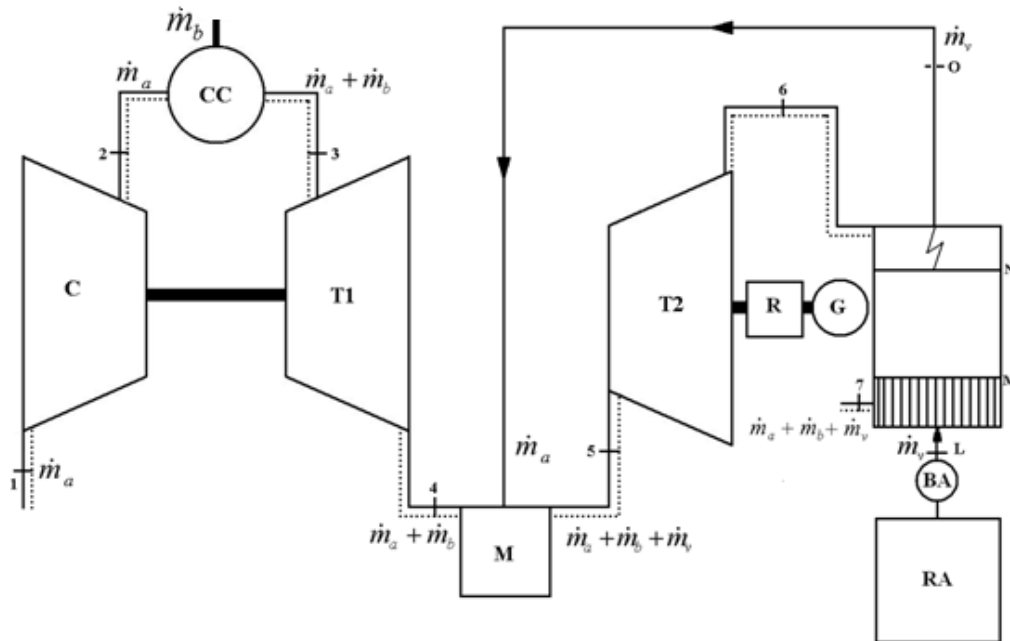 ṁ_b
ṁ_a
ṁ_a + ṁ_b
CC
2
3
ṁ_v
O
6
C
T1
T2
R
G
N
M
7
ṁ_a + ṁ_b + ṁ_v
ṁ_v
L
BA
1
ṁ_a
4
ṁ_a
5
ṁ_a + ṁ_b
M
ṁ_a + ṁ_b + ṁ_v
RA